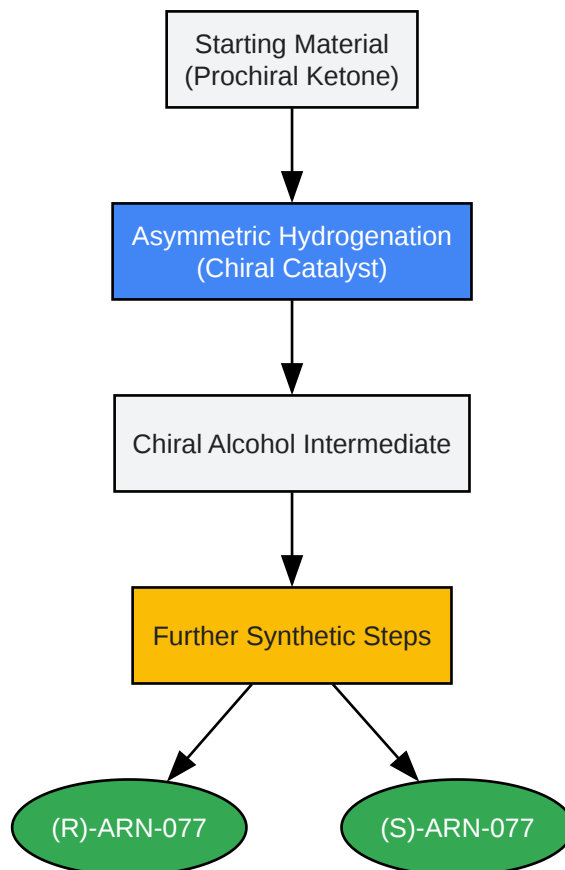 Starting Material
(Prochiral Ketone)
Asymmetric Hydrogenation
(Chiral Catalyst)
Chiral Alcohol Intermediate
Further Synthetic Steps
(R)-ARN-077
(S)-ARN-077